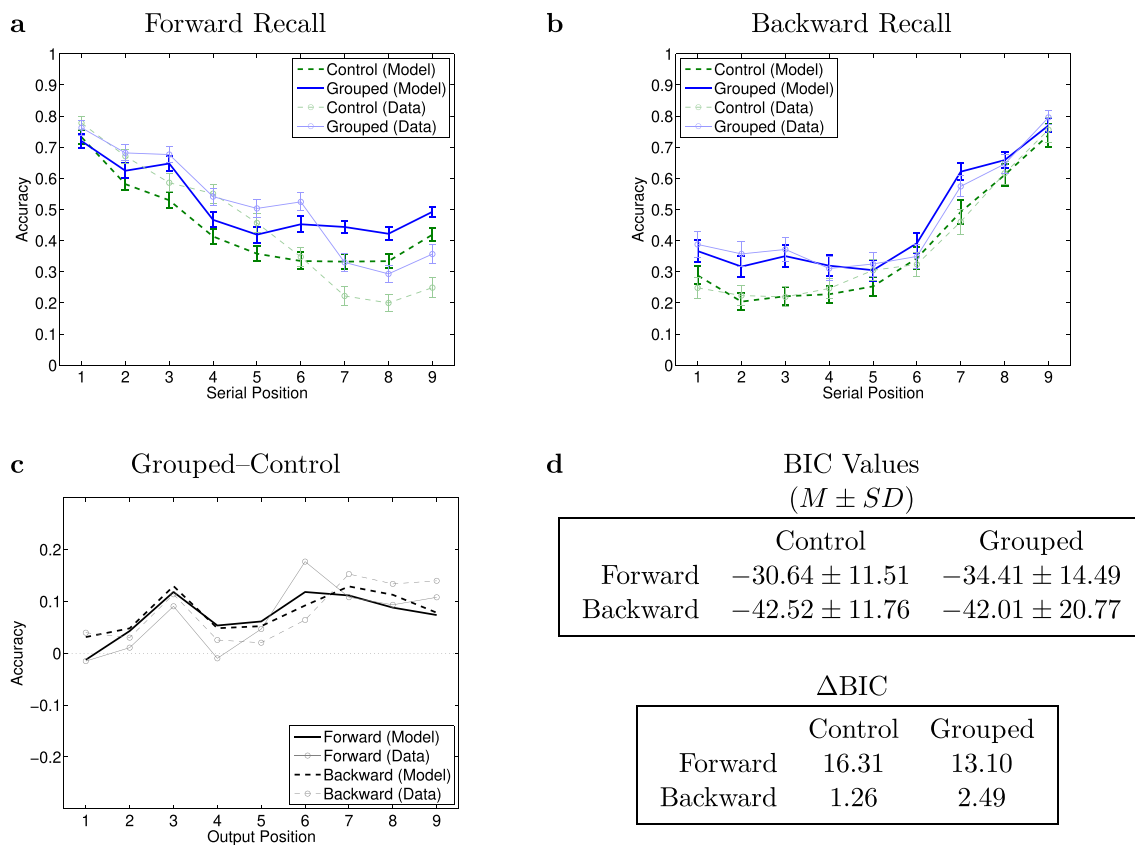 a Forward Recall
1
0.9
0.8
0.7
0.6
0.5
0.4
0.3
0.2
0.1
0
Accuracy
Control (Model)
Grouped (Model)
Control (Data)
Grouped (Data)
1 2 3 4 5 6 7 8 9
Serial Position
b Backward Recall
1
0.9
0.8
0.7
0.6
0.5
0.4
0.3
0.2
0.1
0
Accuracy
Control (Model)
Grouped (Model)
Control (Data)
Grouped (Data)
1 2 3 4 5 6 7 8 9
Serial Position
c Grouped–Control
0.2
0.1
0
−0.1
−0.2
Accuracy
Forward (Model)
Forward (Data)
Backward (Model)
Backward (Data)
1 2 3 4 5 6 7 8 9
Output Position
d BIC Values
(M ± SD)
Control Grouped
Forward −30.64 ± 11.51 −34.41 ± 14.49
Backward −42.52 ± 11.76 −42.01 ± 20.77
ΔBIC
Control Grouped
Forward 16.31 13.10
Backward 1.26 2.49